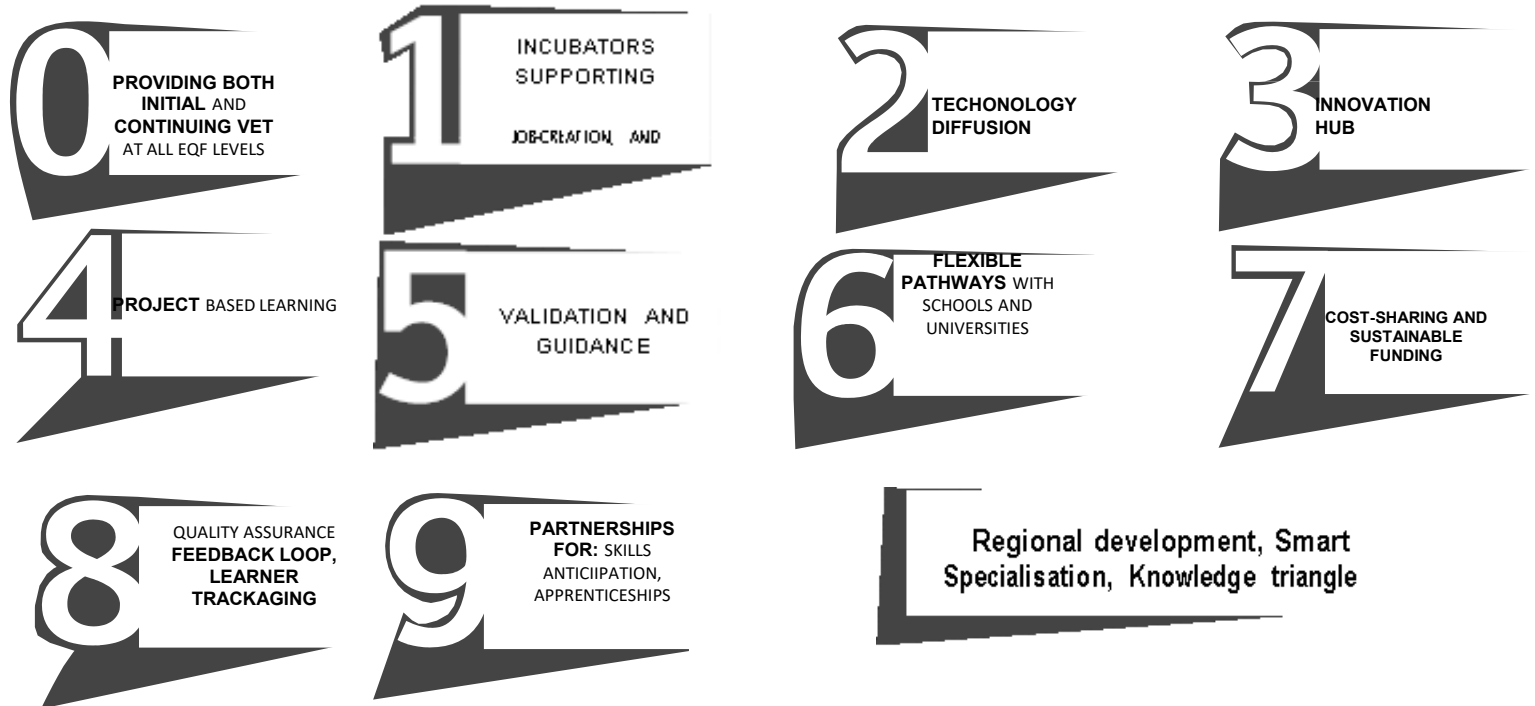 0
PROVIDING BOTH
INITIAL AND
CONTINUING VET
AT ALL EQF LEVELS
1
INCUBATORS
SUPPORTING
JOB-CREATION, AND
2
TECHONOLOGY
DIFFUSION
3
INNOVATION
HUB
4
PROJECT BASED LEARNING
5
VALIDATION AND
GUIDANCE
6
FLEXIBLE
PATHWAYS WITH
SCHOOLS AND
UNIVERSITIES
7
COST-SHARING AND
SUSTAINABLE
FUNDING
8
QUALITY ASSURANCE
FEEDBACK LOOP,
LEARNER
TRACKAGING
9
PARTNERSHIPS
FOR: SKILLS
ANTICIIPATION,
APPRENTICESHIPS
Regional development, Smart
Specialisation, Knowledge triangle